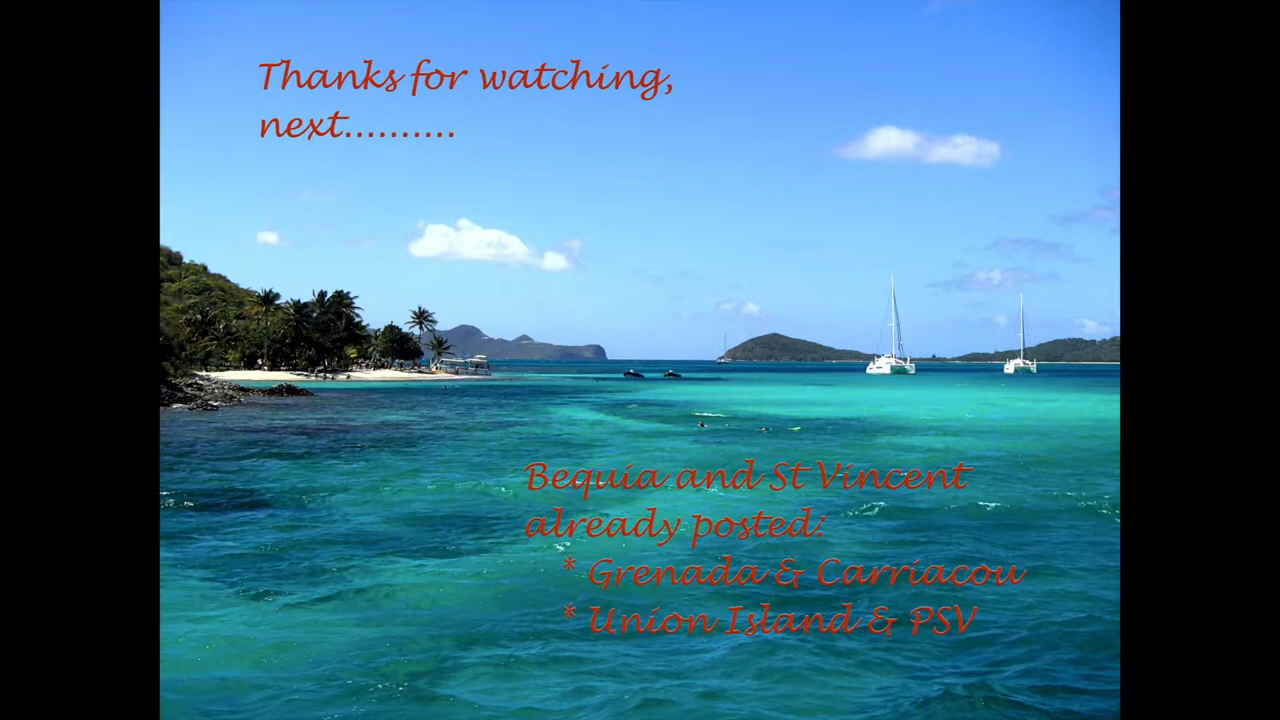 Thanks for watching,
next..........
Bequia and St Vincent
already posted:
* Grenada & Carriacou
* Union Island & PSV